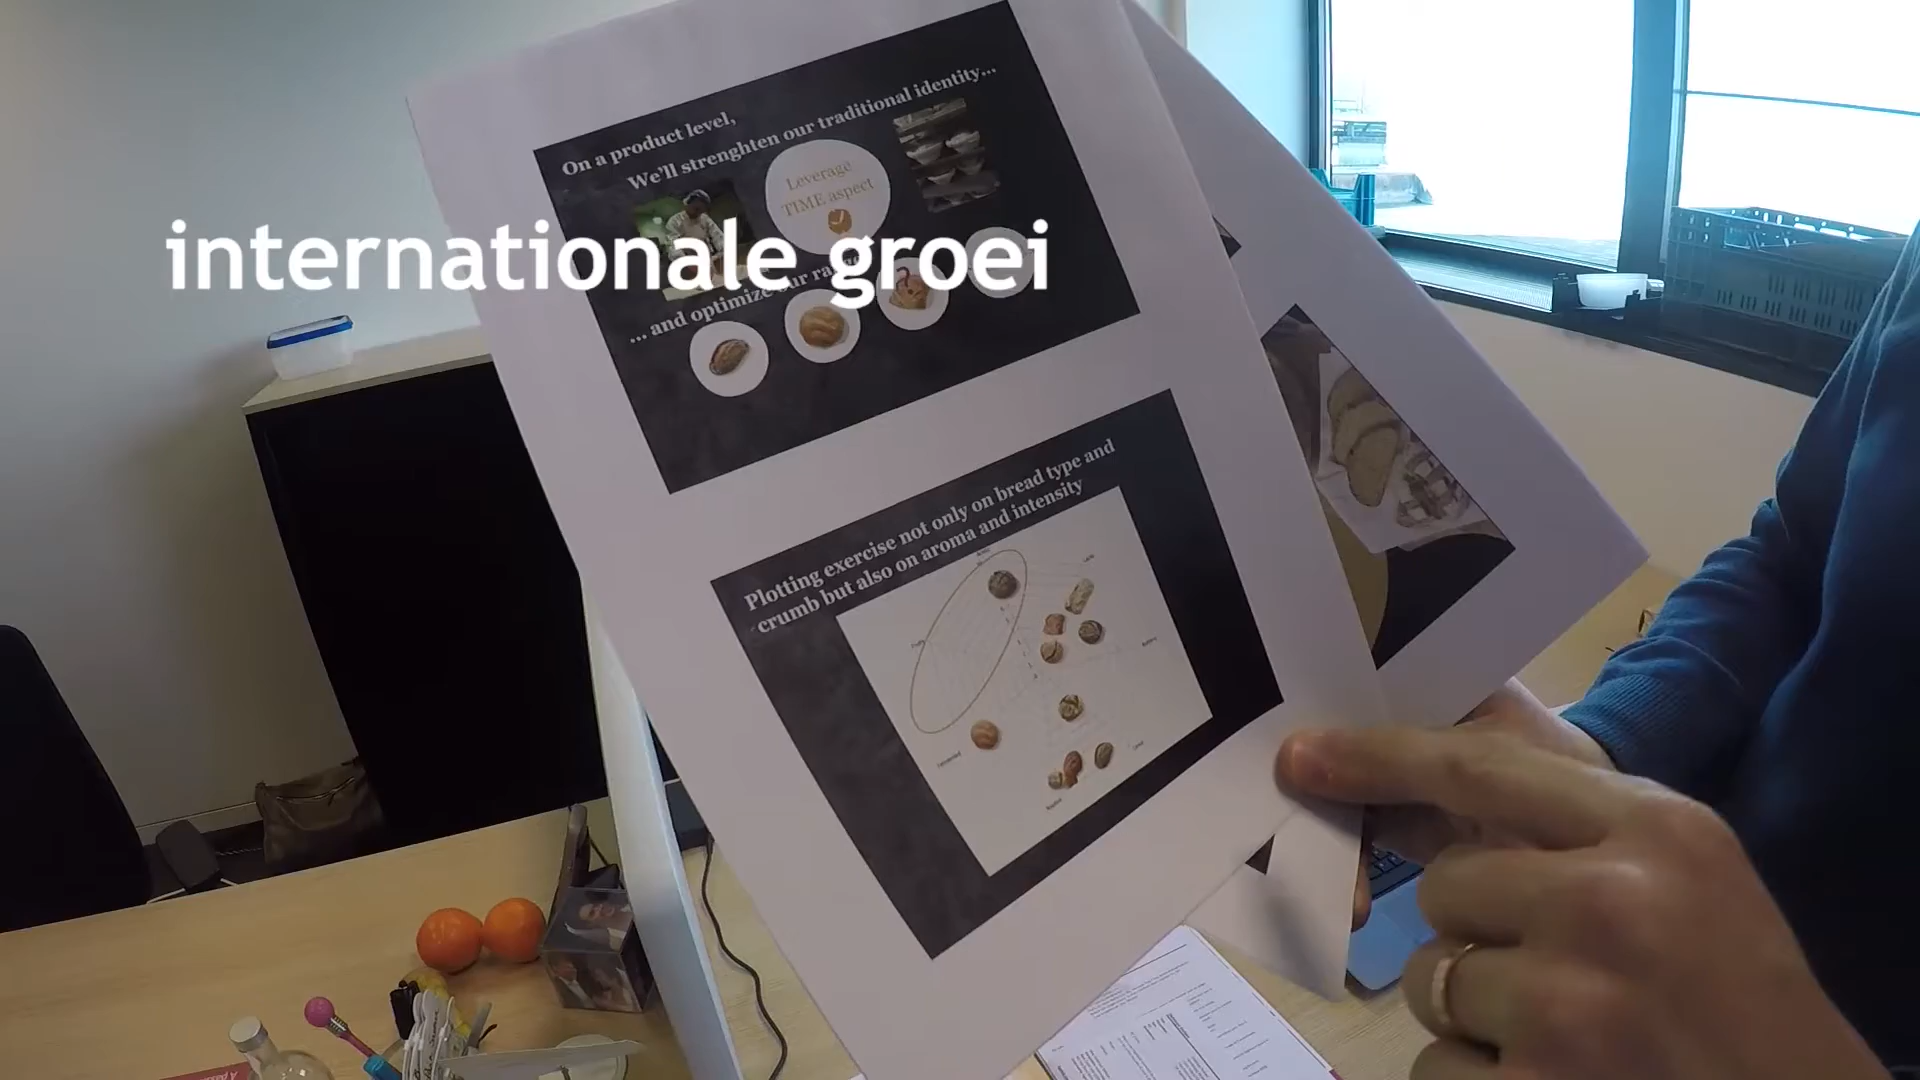 On a product level,
We'll strenghten our traditional identity...
Leverage
TIME aspect
internationale groei
... and optimize our range
Plotting exercise not only on bread type and
crumb but also on aroma and intensity